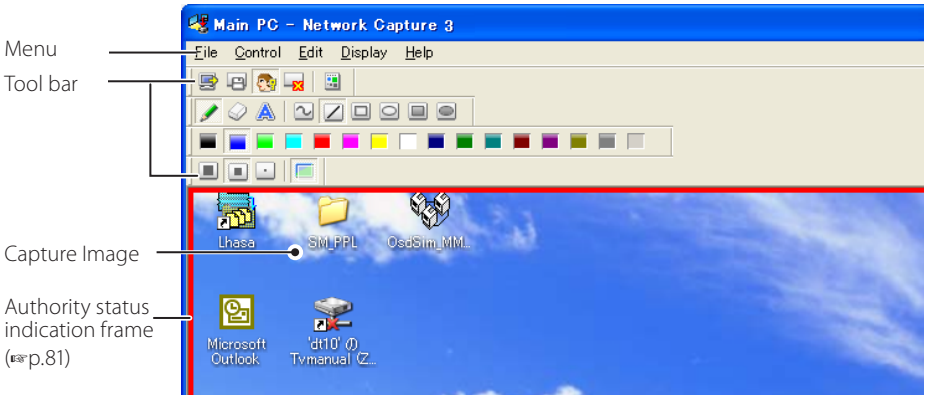 Main PC - Network Capture 3
Menu
File Control Edit Display Help
Tool bar
A
Lhasa SM_PPL OsdSim_MM...
Capture Image
Authority status
indication frame
(☞p.81)
Microsoft
Outlook
'dt10' の
Tvmanual (Z...